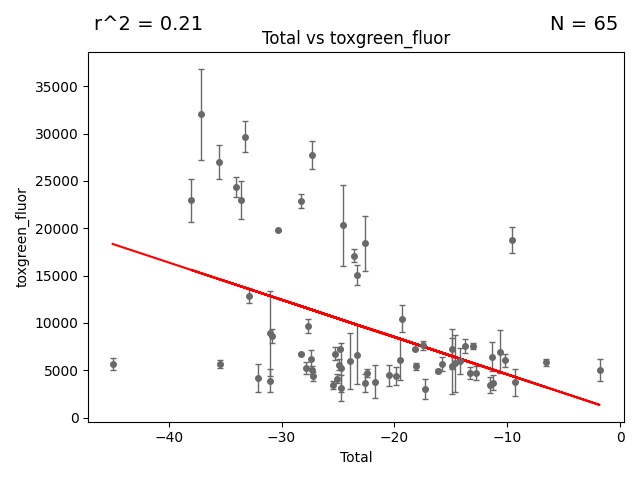 r^2 = 0.21
N = 65
Total vs toxgreen_fluor
35000
30000
25000
20000
15000
10000
5000
0
toxgreen_fluor
−40
−30
−20
−10
0
Total